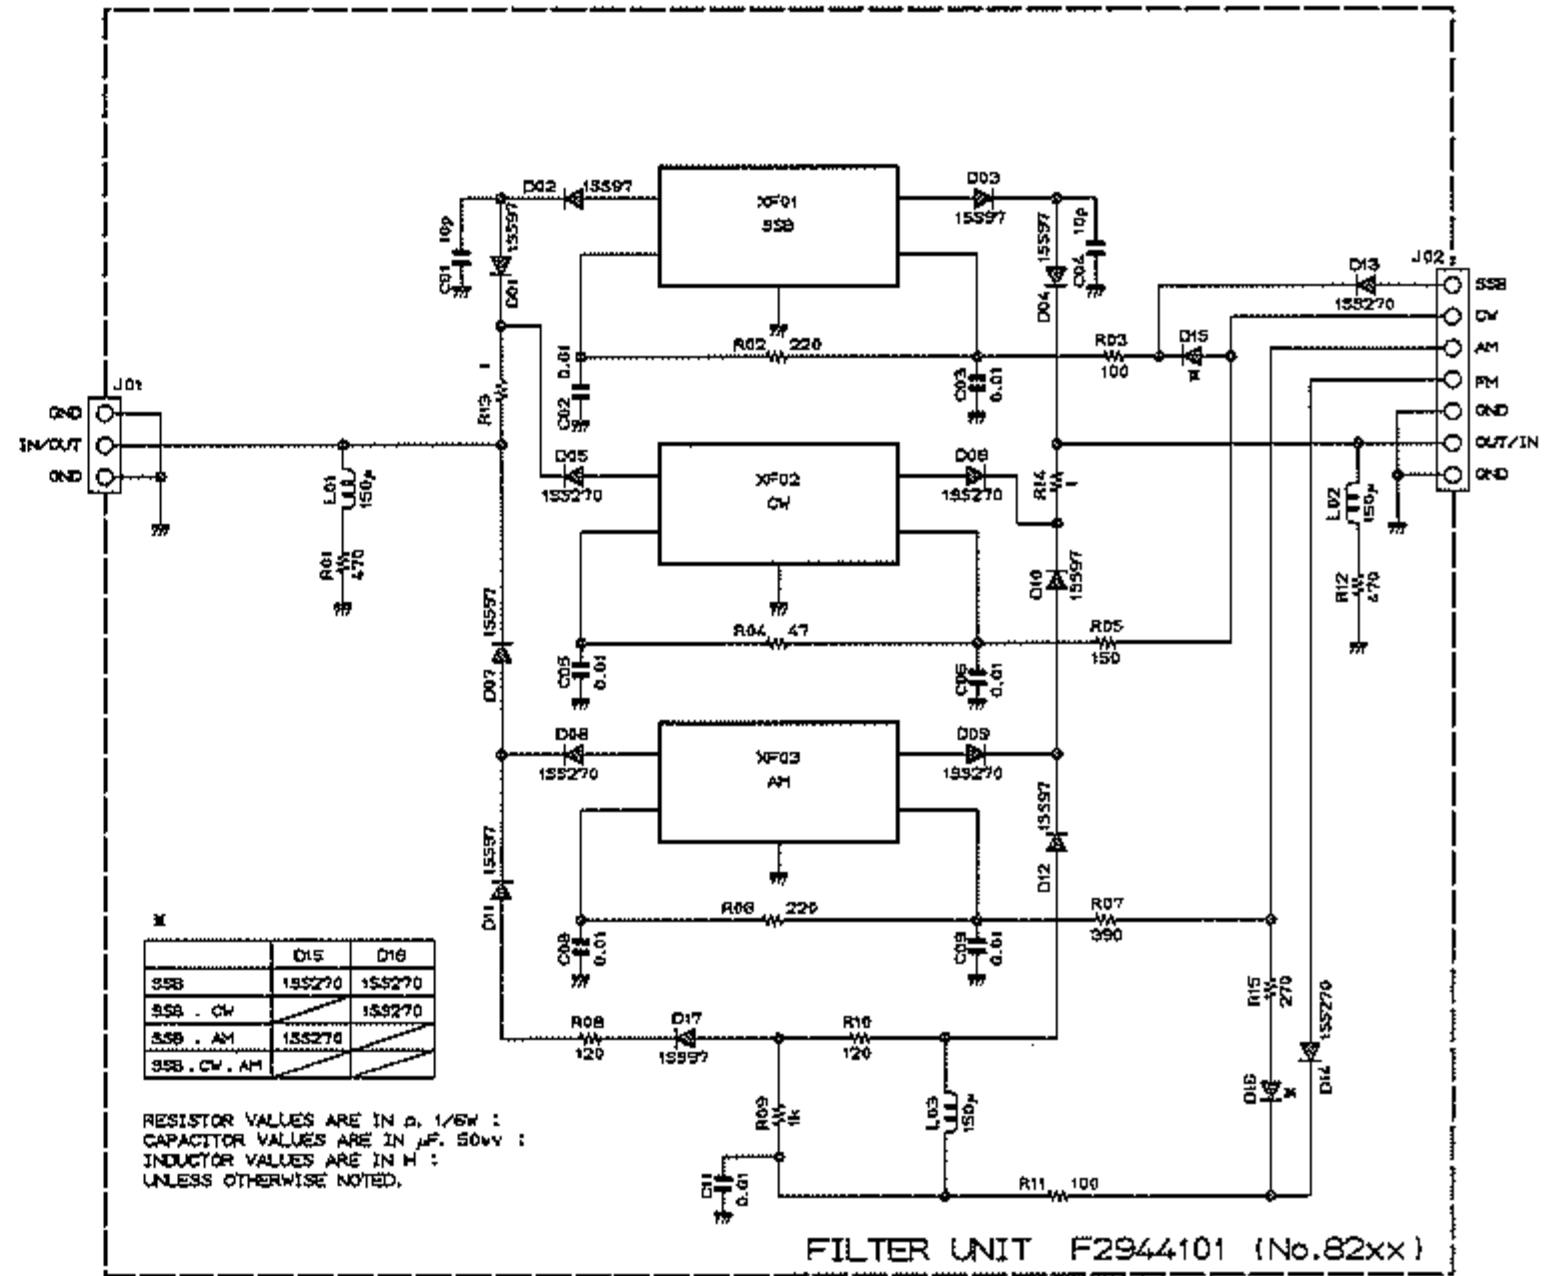 D02
1SS97
XF01
SSB
D03
1SS97
C01
10p
1SS97
D01
1SS97
D04
10p
C04
J02
D13
1SS270
SSB
CW
AM
FM
GND
OUT/IN
GND
R02 220
R03
100
D15
*
0.01
C02
C03
0.01
R13
1
J01
GND
IN/OUT
GND
L01
150μ
R01
470
D05
1SS270
XF02
CW
D06
1SS270
R14
1
L02
150μ
R12
470
D10
1SS97
R04 47
R05
150
C05
0.01
C06
0.01
1SS97
D07
D08
1SS270
XF03
AM
D09
1SS270
1SS97
D11
1SS97
D12
R06 220
R07
390
C08
0.01
C09
0.01
R15
270
1SS270
D14
D16
*
R08
120
D17
1SS97
R10
120
R09
1k
L03
150μ
C11
0.01
R11 100
*
D15 D16
SSB 1SS270 1SS270
SSB . CW 1SS270
SSB . AM 1SS270
SSB.CW.AM
RESISTOR VALUES ARE IN Ω, 1/6W :
CAPACITOR VALUES ARE IN μF, 50WV :
INDUCTOR VALUES ARE IN H :
UNLESS OTHERWISE NOTED.
FILTER UNIT F2944101 (No.82xx)